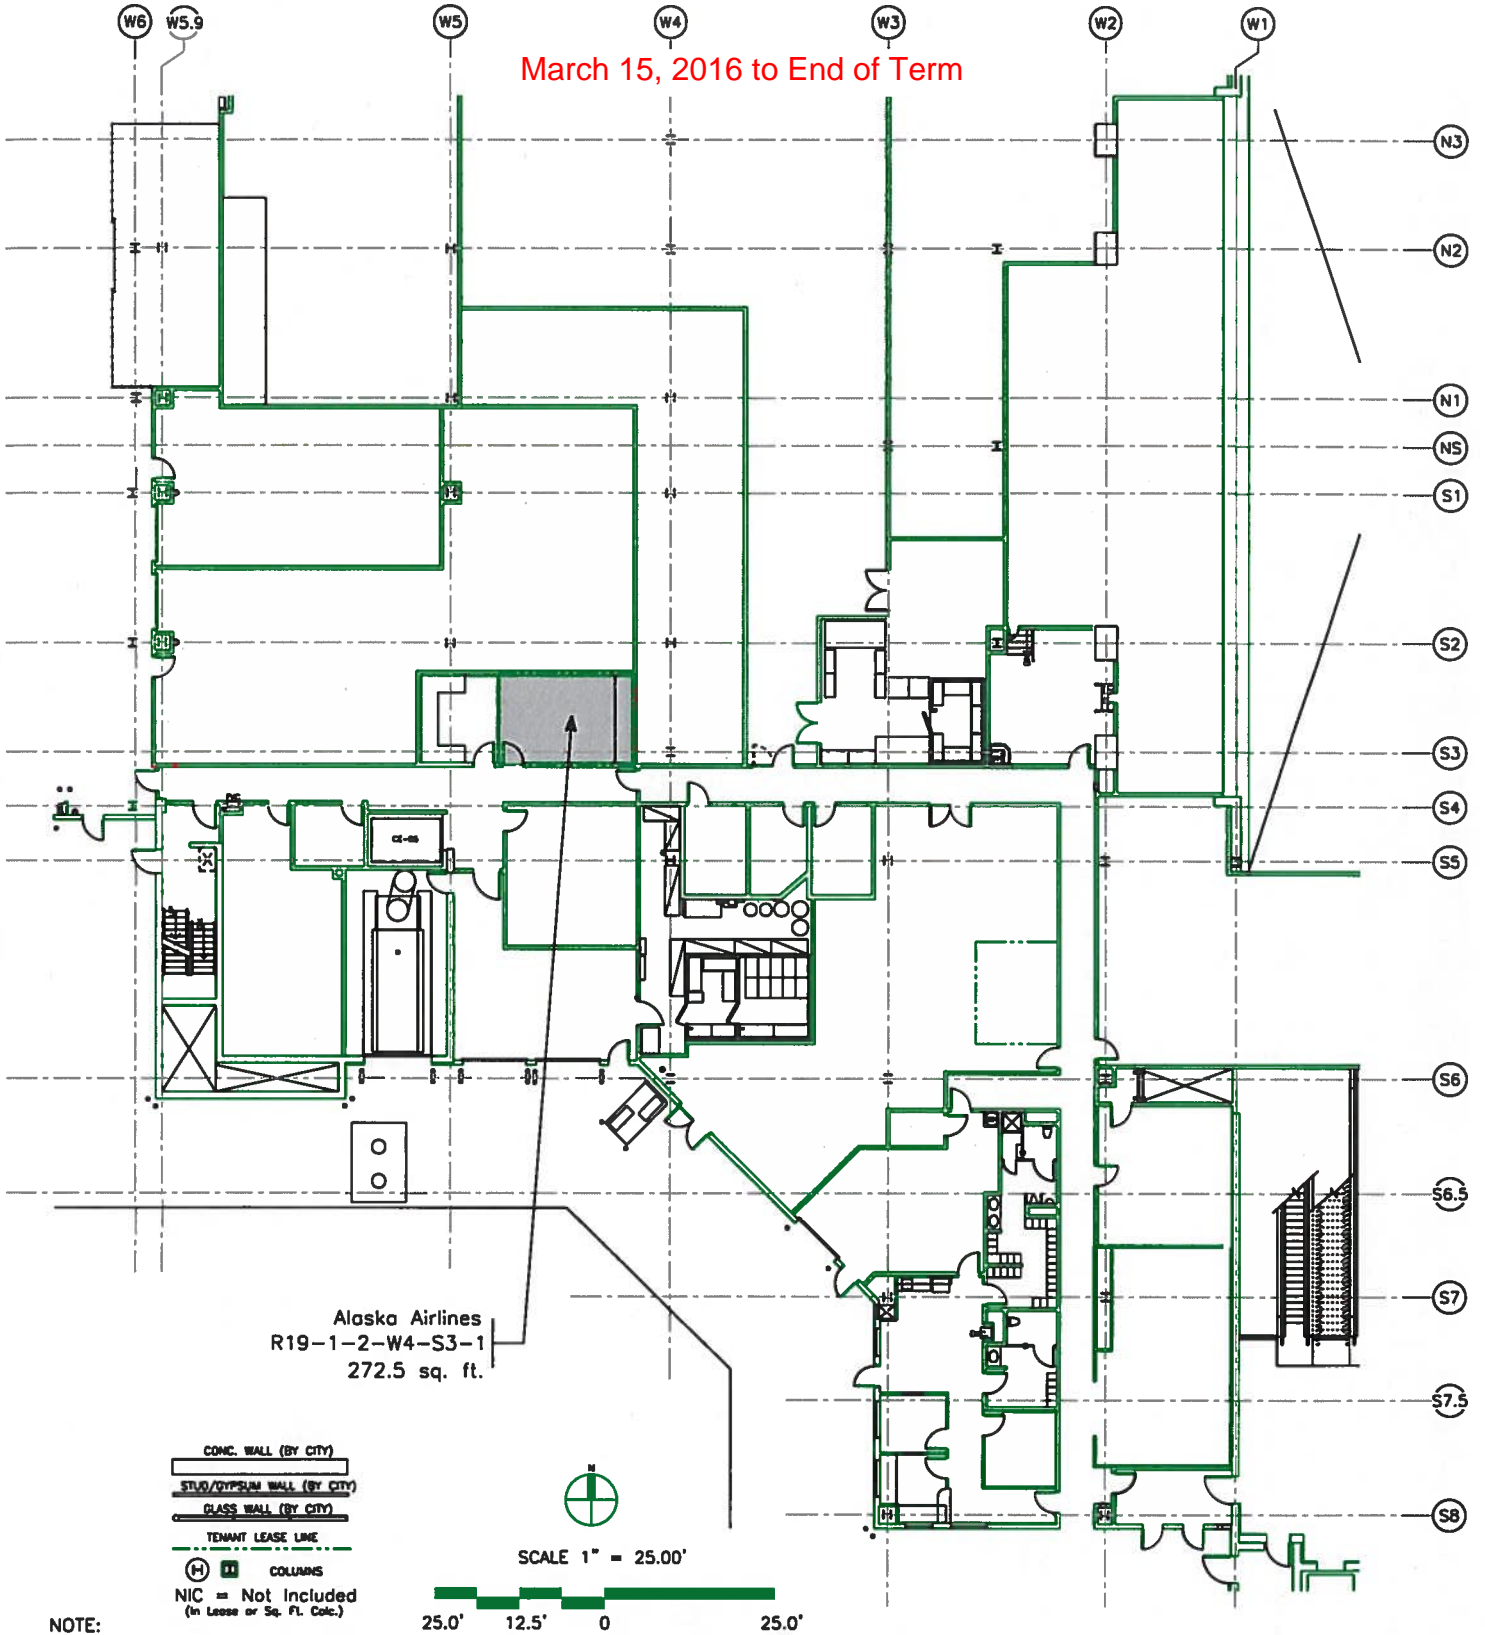 W6 W5.9 W5 W4 W3 W2 W1
March 15, 2016 to End of Term
N3
N2
N1
NS
S1
S2
S3
S4
CE-05
S5
S6
S6.5
S7
Alaska Airlines
R19-1-2-W4-S3-1
272.5 sq. ft.
S7.5
CONC. WALL (BY CITY)
STUD/GYPSUM WALL (BY CITY)
GLASS WALL (BY CITY)
TENANT LEASE LINE
COLUMNS
NIC = Not Included
(in Lease or Sq. Ft. Calc.)
N
S8
SCALE 1" = 25.00'
25.0' 12.5' 0 25.0'
NOTE: